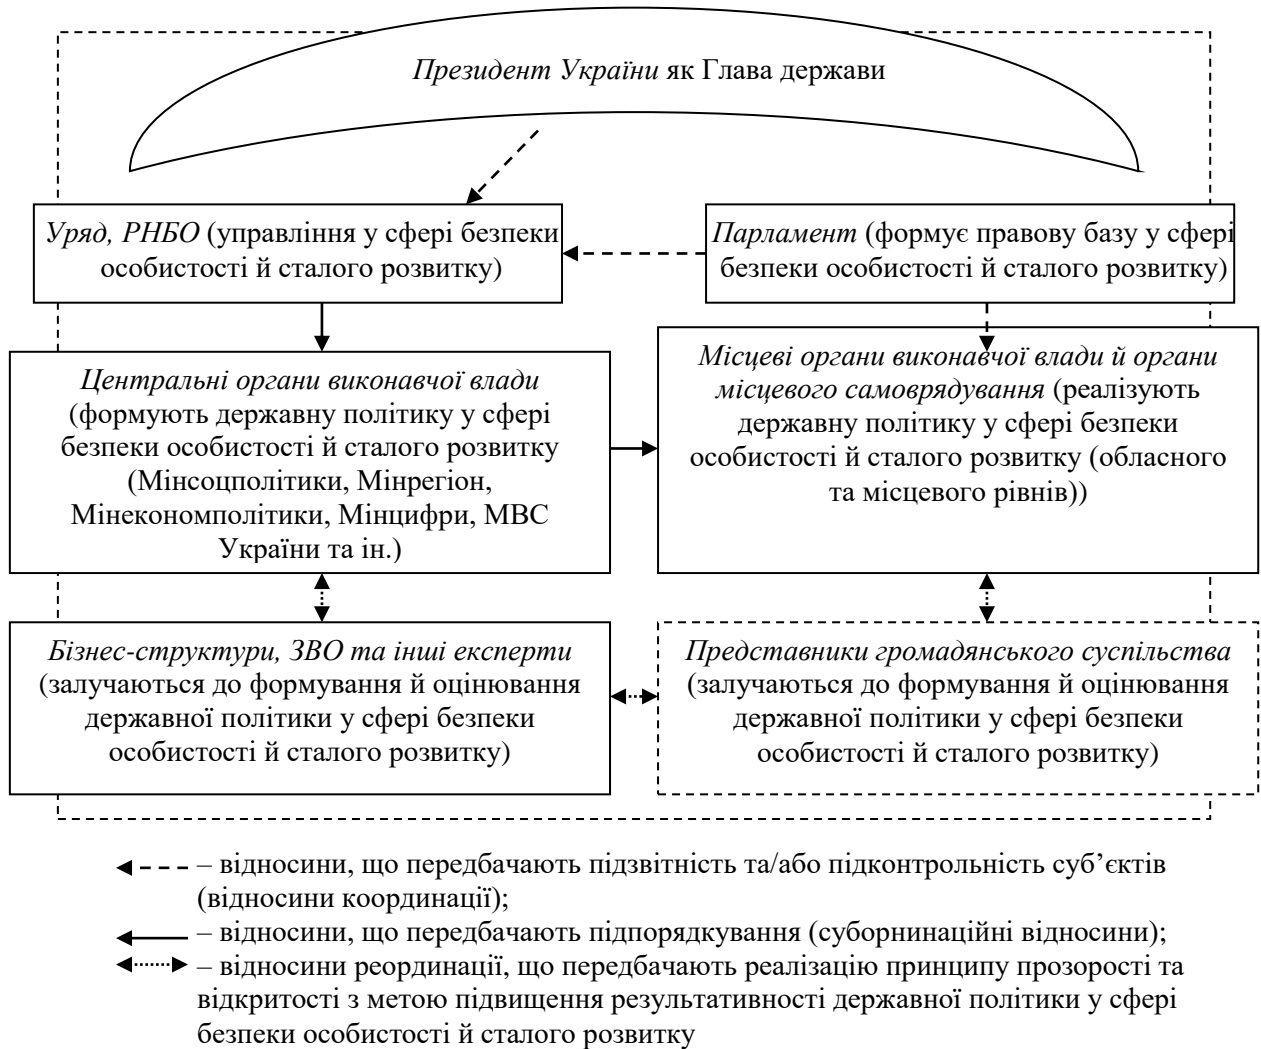 Президент України як Глава держави
Уряд, РНБО (управління у сфері безпеки
особистості й сталого розвитку)
Парламент (формує правову базу у сфері
безпеки особистості й сталого розвитку)
Центральні органи виконавчої влади
(формують державну політику у сфері
безпеки особистості й сталого розвитку
(Мінсоцполітики, Мінрегіон,
Мінекономполітики, Мінцифри, МВС
України та ін.)
Місцеві органи виконавчої влади й органи
місцевого самоврядування (реалізують
державну політику у сфері безпеки
особистості й сталого розвитку (обласного
та місцевого рівнів))
Бізнес-структури, ЗВО та інші експерти
(залучаються до формування й оцінювання
державної політики у сфері безпеки
особистості й сталого розвитку)
Представники громадянського суспільства
(залучаються до формування й оцінювання
державної політики у сфері безпеки
особистості й сталого розвитку)
– відносини, що передбачають підзвітність та/або підконтрольність суб’єктів
(відносини координації);
– відносини, що передбачають підпорядкування (суборнинаційні відносини);
– відносини реординації, що передбачають реалізацію принципу прозорості та
відкритості з метою підвищення результативності державної політики у сфері
безпеки особистості й сталого розвитку